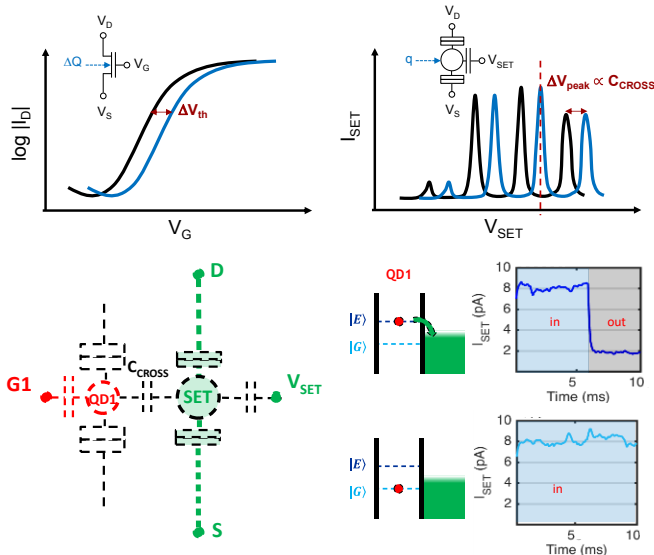 V_D
ΔQ
V_G
V_S
ΔV_th
log |I_D|
V_G
V_D
q
V_SET
V_S
ΔV_peak ∝ C_CROSS
I_SET
V_SET
D
C_CROSS
G1
QD1
SET
V_SET
S
QD1
|E⟩
|G⟩
I_SET (pA)
10
8
6
4
2
in
out
5
10
Time (ms)
|E⟩
|G⟩
I_SET (pA)
10
8
6
4
2
in
5
10
Time (ms)